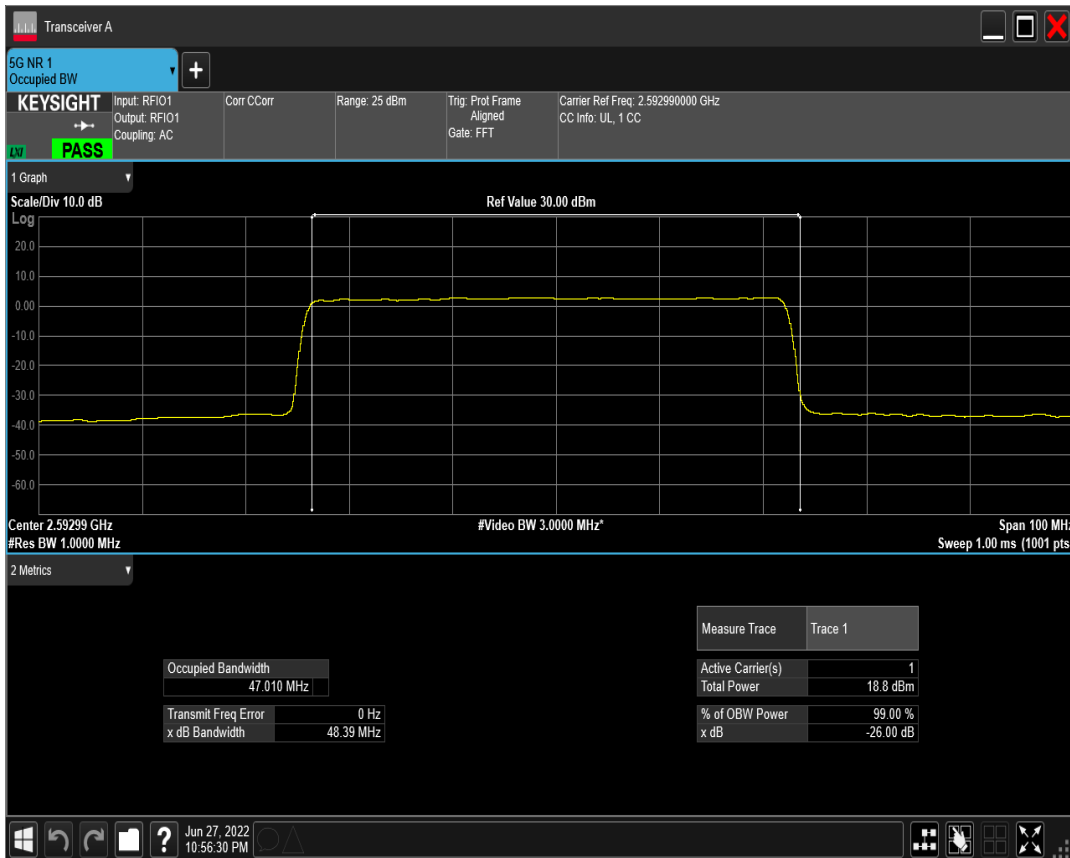 Transceiver A
5G NR 1
Occupied BW
+
KEYSIGHT
LXI
PASS
Input: RFIO1
Output: RFIO1
Coupling: AC
Corr CCorr
Range: 25 dBm
Trig: Prot Frame
Aligned
Gate: FFT
Carrier Ref Freq: 2.592990000 GHz
CC Info: UL, 1 CC
1 Graph
Scale/Div 10.0 dB
Ref Value 30.00 dBm
Log
20.0
10.0
0.00
-10.0
-20.0
-30.0
-40.0
-50.0
-60.0
Center 2.59299 GHz
#Video BW 3.0000 MHz*
Span 100 MHz
#Res BW 1.0000 MHz
Sweep 1.00 ms (1001 pts
2 Metrics
Measure Trace Trace 1
Occupied Bandwidth
47.010 MHz
Active Carrier(s) 1
Total Power 18.8 dBm
Transmit Freq Error 0 Hz
x dB Bandwidth 48.39 MHz
% of OBW Power 99.00 %
x dB -26.00 dB
?
Jun 27, 2022
10:56:30 PM